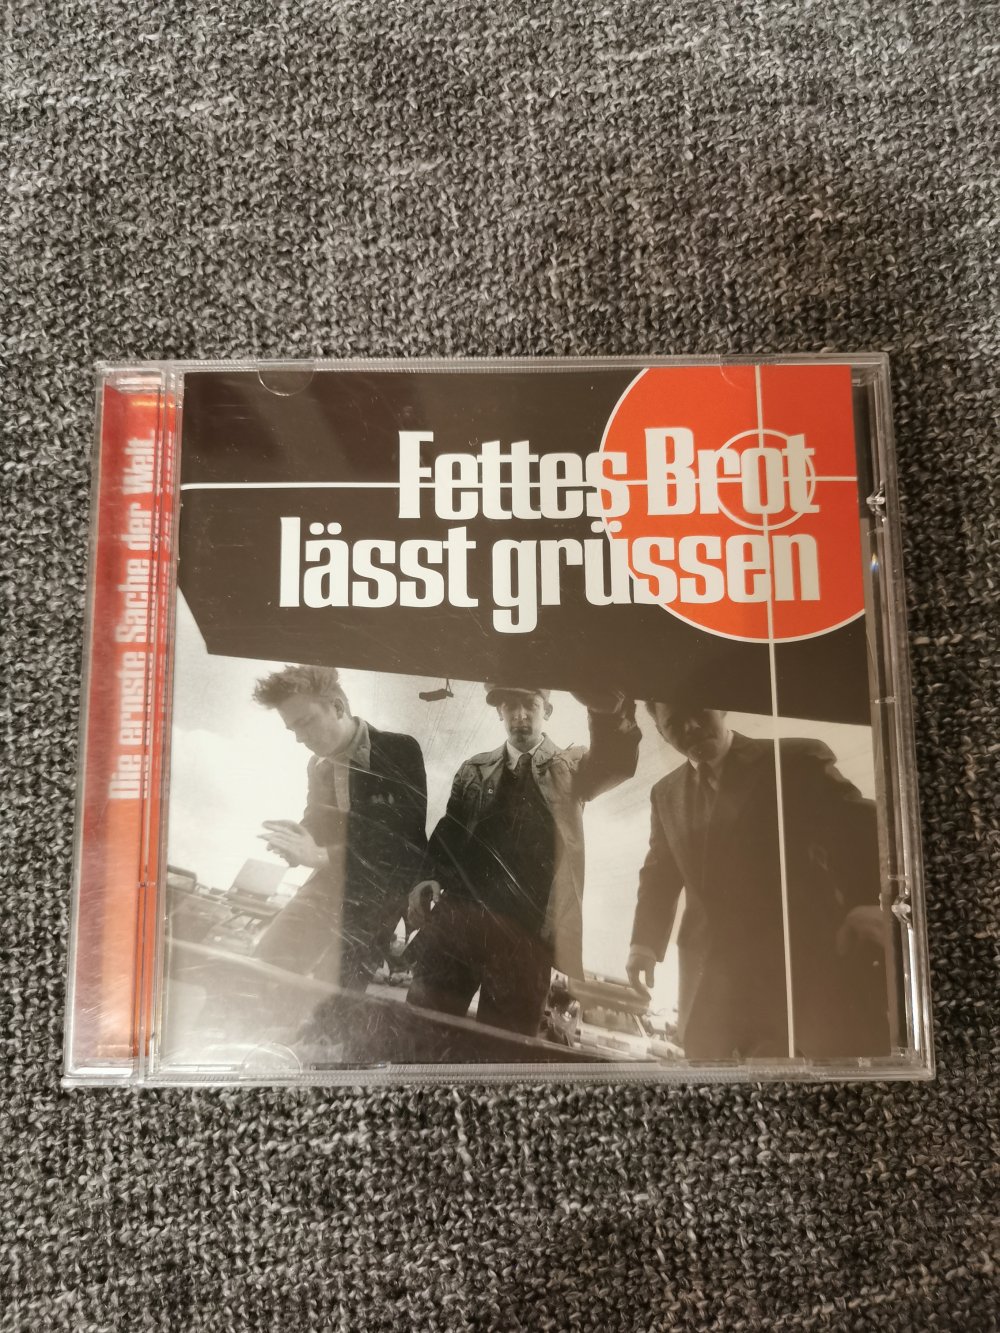 Fettes Brot
lässt grüssen
Die ernste Sache der Welt.